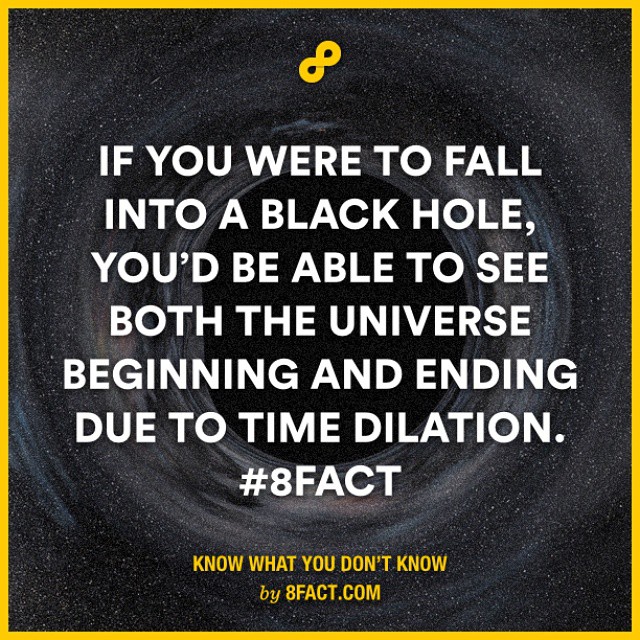 IF YOU WERE TO FALL
INTO A BLACK HOLE,
YOU'D BE ABLE TO SEE
BOTH THE UNIVERSE
BEGINNING AND ENDING
DUE TO TIME DILATION.
#8FACT
KNOW WHAT YOU DON'T KNOW
by 8FACT.COM